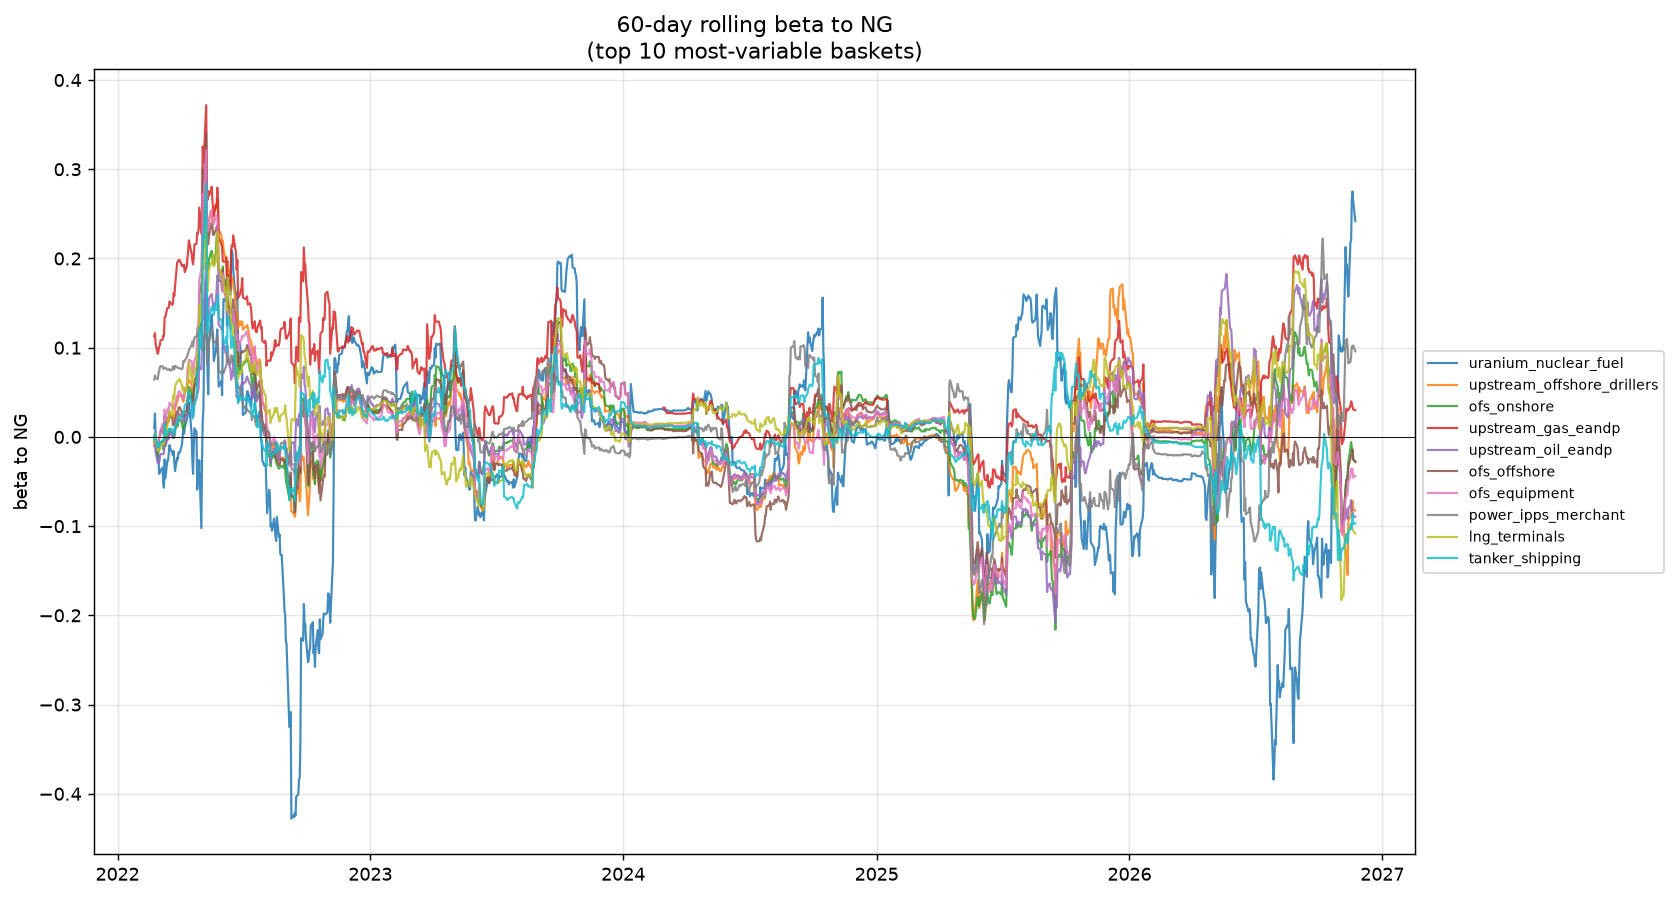 60-day rolling beta to NG
(top 10 most-variable baskets)
beta to NG
0.4
0.3
0.2
0.1
0.0
−0.1
−0.2
−0.3
−0.4
2022
2023
2024
2025
2026
2027
uranium_nuclear_fuel
upstream_offshore_drillers
ofs_onshore
upstream_gas_eandp
upstream_oil_eandp
ofs_offshore
ofs_equipment
power_ipps_merchant
lng_terminals
tanker_shipping